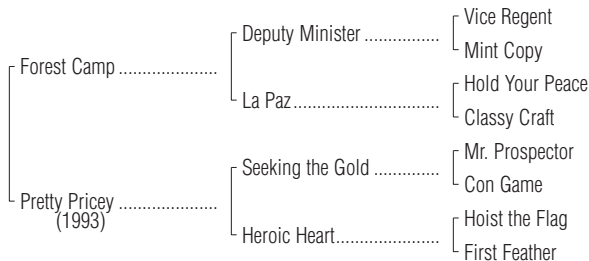 Vice Regent
Deputy Minister ................
Mint Copy
Forest Camp .....................
Hold Your Peace
La Paz...............................
Classy Craft
Mr. Prospector
Seeking the Gold ..............
Con Game
Pretty Pricey .....................
(1993)
Hoist the Flag
Heroic Heart......................
First Feather